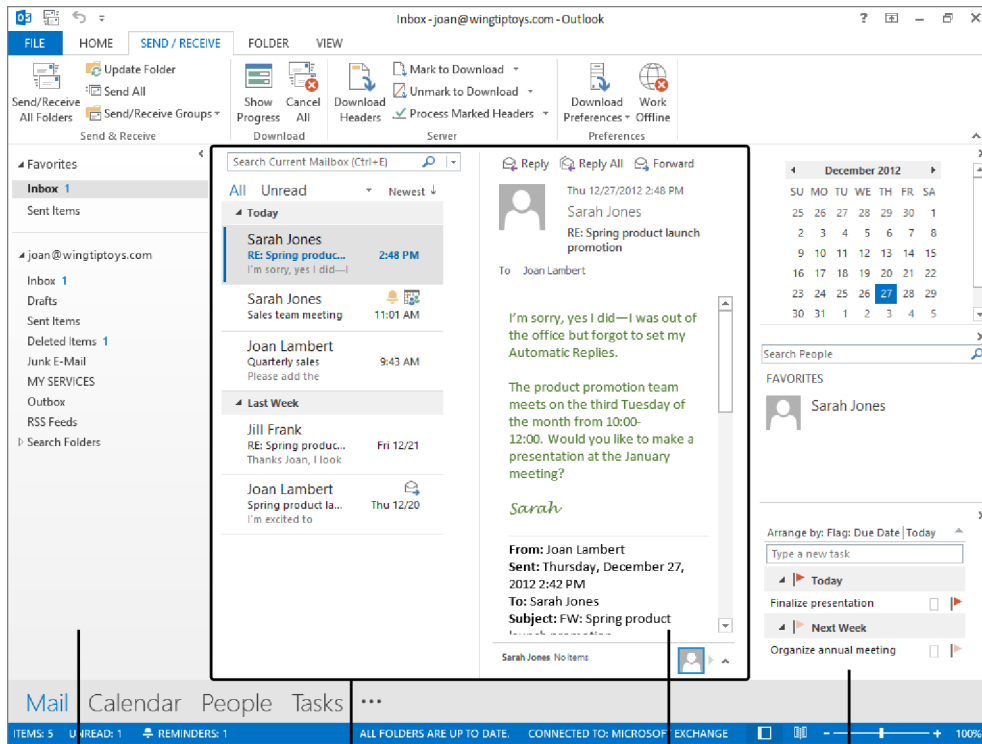 Inbox - joan@wingtiptoys.com - Outlook
FILE HOME SEND / RECEIVE FOLDER VIEW
Send/Receive All Folders
Update Folder
Send All
Send/Receive Groups
Send & Receive
Show Progress
Cancel All
Download
Download Headers
Mark to Download
Unmark to Download
Process Marked Headers
Server
Download Preferences
Work Offline
Preferences
Favorites
Inbox 1
Sent Items
joan@wingtiptoys.com
Inbox 1
Drafts
Sent Items
Deleted Items 1
Junk E-Mail
MY SERVICES
Outbox
RSS Feeds
Search Folders
Search Current Mailbox (Ctrl+E)
All Unread Newest
Today
Sarah Jones
RE: Spring produc... 2:48 PM
I'm sorry, yes I did—I
Sarah Jones
Sales team meeting 11:01 AM
Joan Lambert
Quarterly sales 9:43 AM
Please add the
Last Week
Jill Frank
RE: Spring produc... Fri 12/21
Thanks Joan, I look
Joan Lambert
Spring product la... Thu 12/20
I'm excited to
Reply Reply All Forward
Thu 12/27/2012 2:48 PM
Sarah Jones
RE: Spring product launch
promotion
To Joan Lambert
I'm sorry, yes I did—I was out of
the office but forgot to set my
Automatic Replies.
The product promotion team
meets on the third Tuesday of
the month from 10:00-
12:00. Would you like to make a
presentation at the January
meeting?
Sarah
From: Joan Lambert
Sent: Thursday, December 27,
2012 2:42 PM
To: Sarah Jones
Subject: FW: Spring product
launch promotion
Sarah Jones No Items
December 2012
SU MO TU WE TH FR SA
25 26 27 28 29 30 1
2 3 4 5 6 7 8
9 10 11 12 13 14 15
16 17 18 19 20 21 22
23 24 25 26 27 28 29
30 31 1 2 3 4 5
Search People
FAVORITES
Sarah Jones
Arrange by: Flag: Due Date Today
Type a new task
Today
Finalize presentation
Next Week
Organize annual meeting
Mail Calendar People Tasks ...
ITEMS: 5 UNREAD: 1 REMINDERS: 1 ALL FOLDERS ARE UP TO DATE. CONNECTED TO: MICROSOFT EXCHANGE 100%